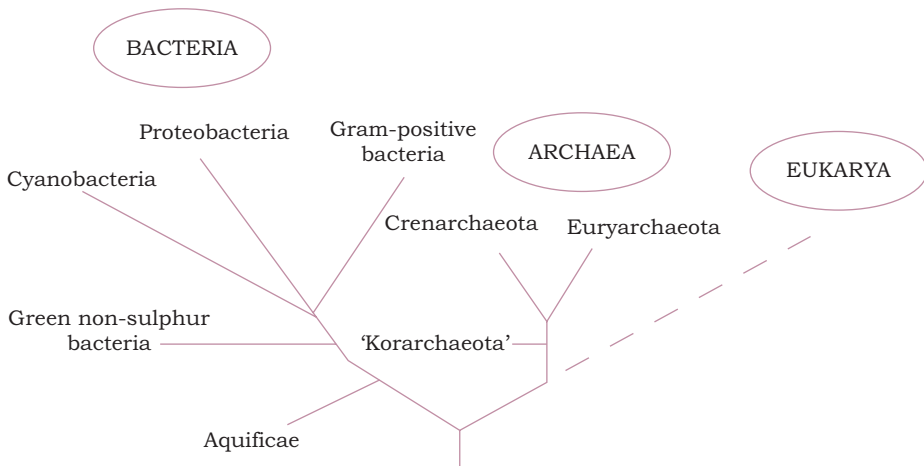 BACTERIA
Proteobacteria
Gram-positive
bacteria
ARCHAEA
EUKARYA
Cyanobacteria
Crenarchaeota
Euryarchaeota
Green non-sulphur
bacteria
‘Korarchaeota’
Aquificae